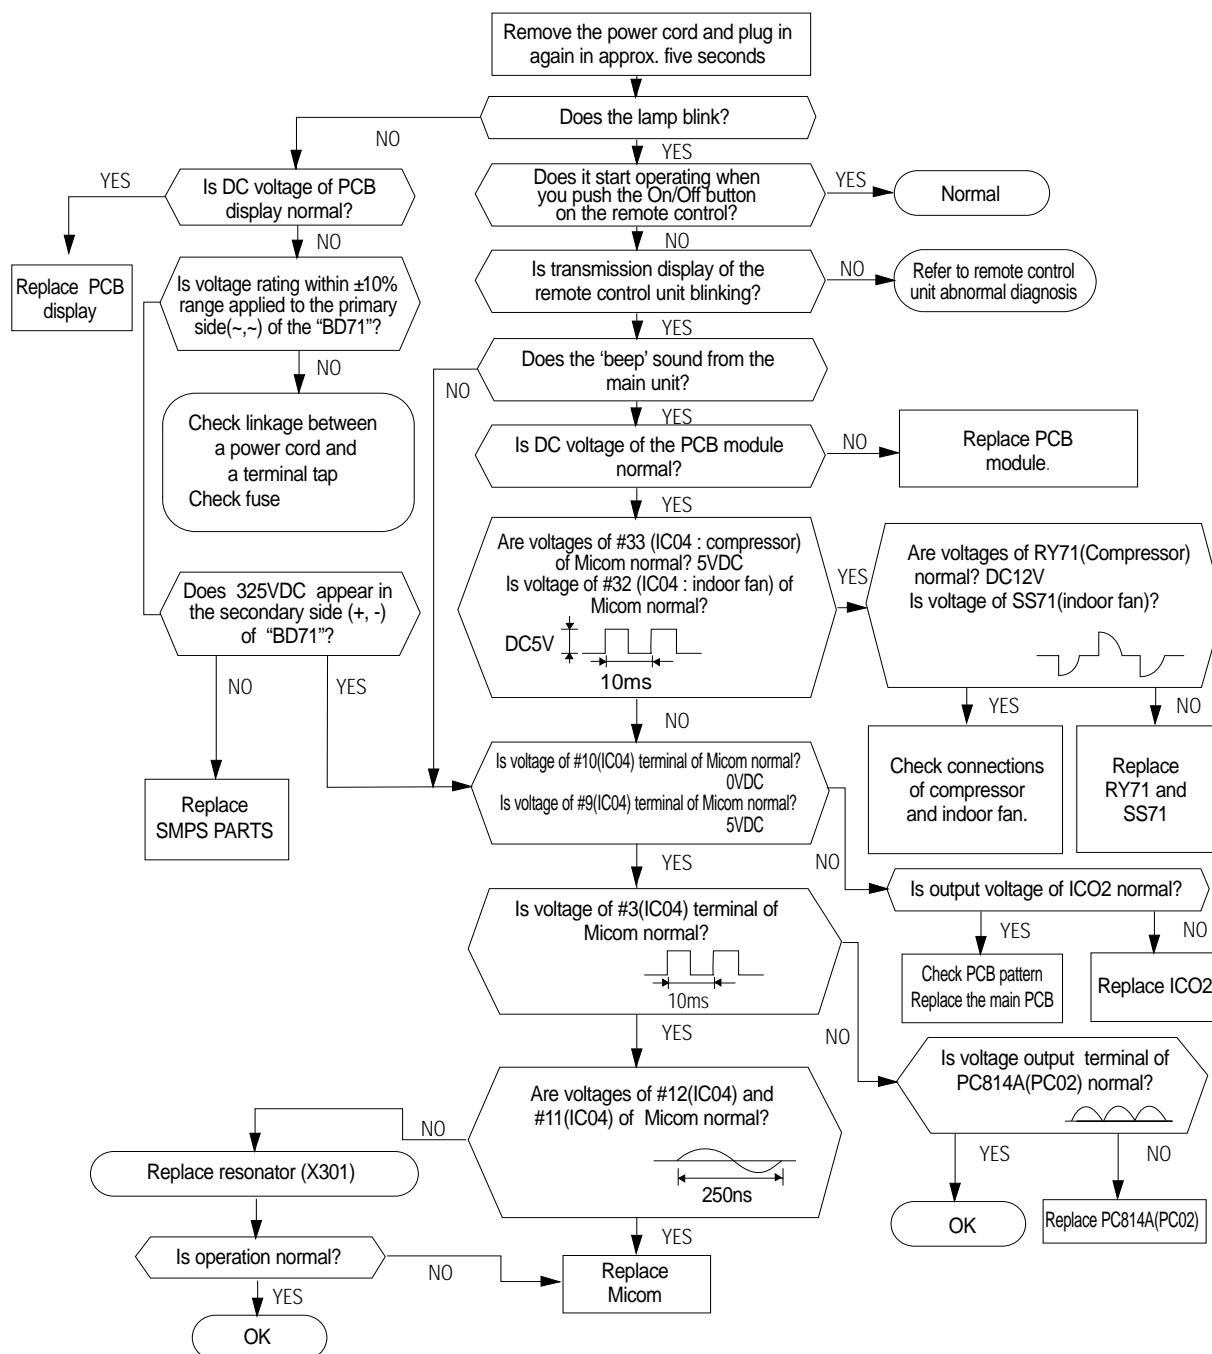 Remove the power cord and plug in
again in approx. five seconds
Does the lamp blink?
NO
YES
YES
Is DC voltage of PCB
display normal?
Does it start operating when
you push the On/Off button
on the remote control?
YES
Normal
NO
NO
Replace PCB
display
Is voltage rating within ±10%
range applied to the primary
side(~,~) of the “BD71”?
Is transmission display of the
remote control unit blinking?
NO
Refer to remote control
unit abnormal diagnosis
NO
YES
Does the ‘beep’ sound from the
main unit?
NO
Check linkage between
a power cord and
a terminal tap
Check fuse
YES
Is DC voltage of the PCB module
normal?
NO
Replace PCB
module.
YES
Are voltages of #33 (IC04 : compressor)
of Micom normal? 5VDC
Is voltage of #32 (IC04 : indoor fan) of
Micom normal?
DC5V
10ms
YES
Are voltages of RY71(Compressor)
normal? DC12V
Is voltage of SS71(indoor fan)?
Does 325VDC appear in
the secondary side (+, -)
of “BD71”?
NO
YES
NO
YES
NO
Is voltage of #10(IC04) terminal of Micom normal?
0VDC
Is voltage of #9(IC04) terminal of Micom normal?
5VDC
Check connections
of compressor
and indoor fan.
Replace
RY71 and
SS71
Replace
SMPS PARTS
YES
NO
Is output voltage of ICO2 normal?
Is voltage of #3(IC04) terminal of
Micom normal?
10ms
YES
NO
Check PCB pattern
Replace the main PCB
Replace ICO2
YES
NO
Is voltage output terminal of
PC814A(PC02) normal?
Are voltages of #12(IC04) and
#11(IC04) of Micom normal?
250ns
NO
YES
NO
Replace resonator (X301)
OK
Replace PC814A(PC02)
Is operation normal?
NO
YES
Replace
Micom
YES
OK